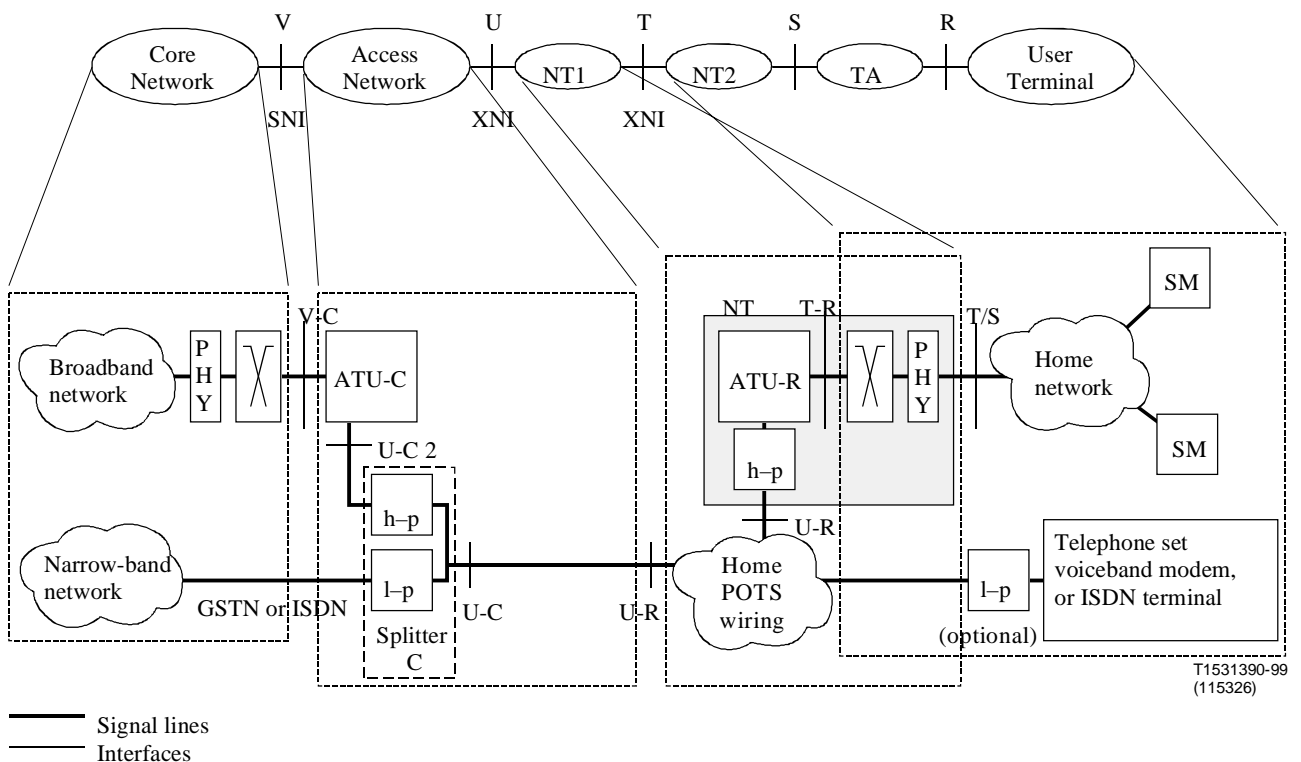 V
U
T
S
R
Core
Network
Access
Network
NT1
NT2
TA
User
Terminal
SNI
XNI
XNI
SM
V-C
NT
T-R
T/S
Broadband
network
P
H
Y
ATU-C
ATU-R
P
H
Y
Home
network
U-C 2
h–p
SM
h–p
U-R
Narrow-band
network
GSTN or ISDN
l–p
U-C
U-R
Home
POTS
wiring
l–p
(optional)
Telephone set
voiceband modem,
or ISDN terminal
Splitter
C
T1531390-99
(115326)
Signal lines
Interfaces